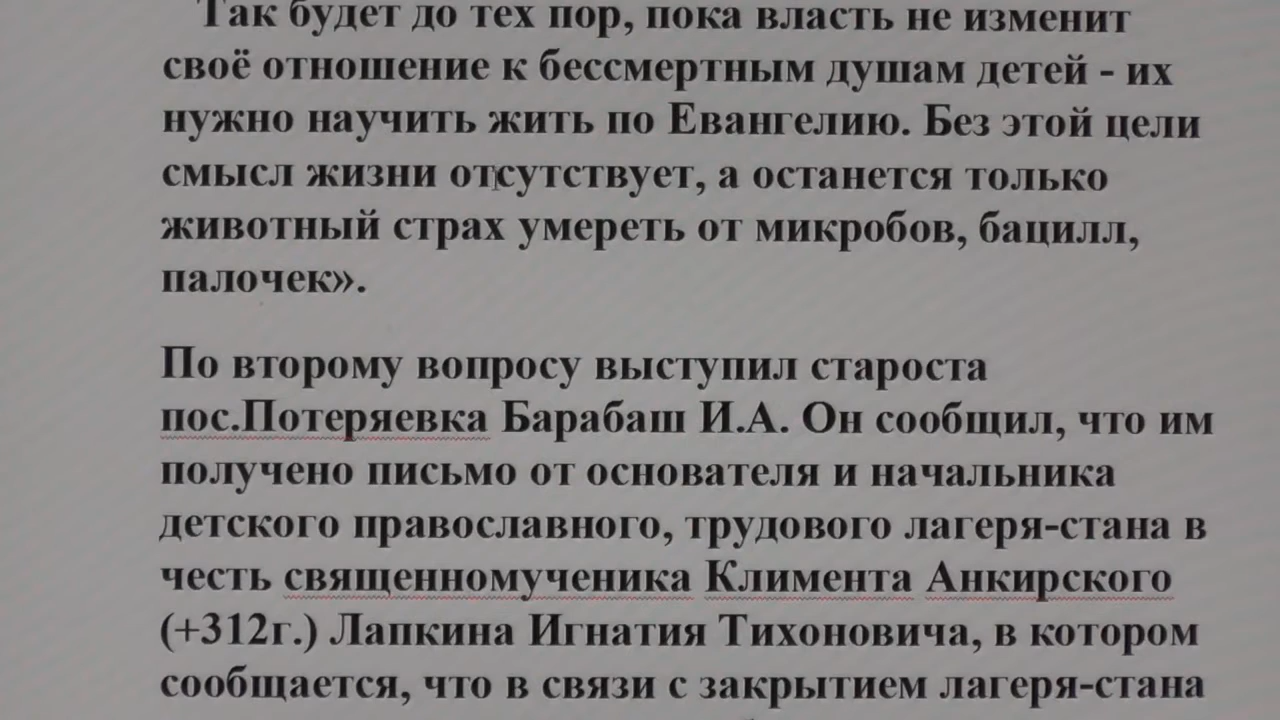 Так будет до тех пор, пока власть не изменит
своё отношение к бессмертным душам детей - их
нужно научить жить по Евангелию. Без этой цели
смысл жизни отсутствует, а останется только
животный страх умереть от микробов, бацилл,
палочек».
По второму вопросу выступил староста
пос.Потеряевка Барабаш И.А. Он сообщил, что им
получено письмо от основателя и начальника
детского православного, трудового лагеря-стана в
честь священномученика Климента Анкирского
(+312г.) Лапкина Игнатия Тихоновича, в котором
сообщается, что в связи с закрытием лагеря-стана